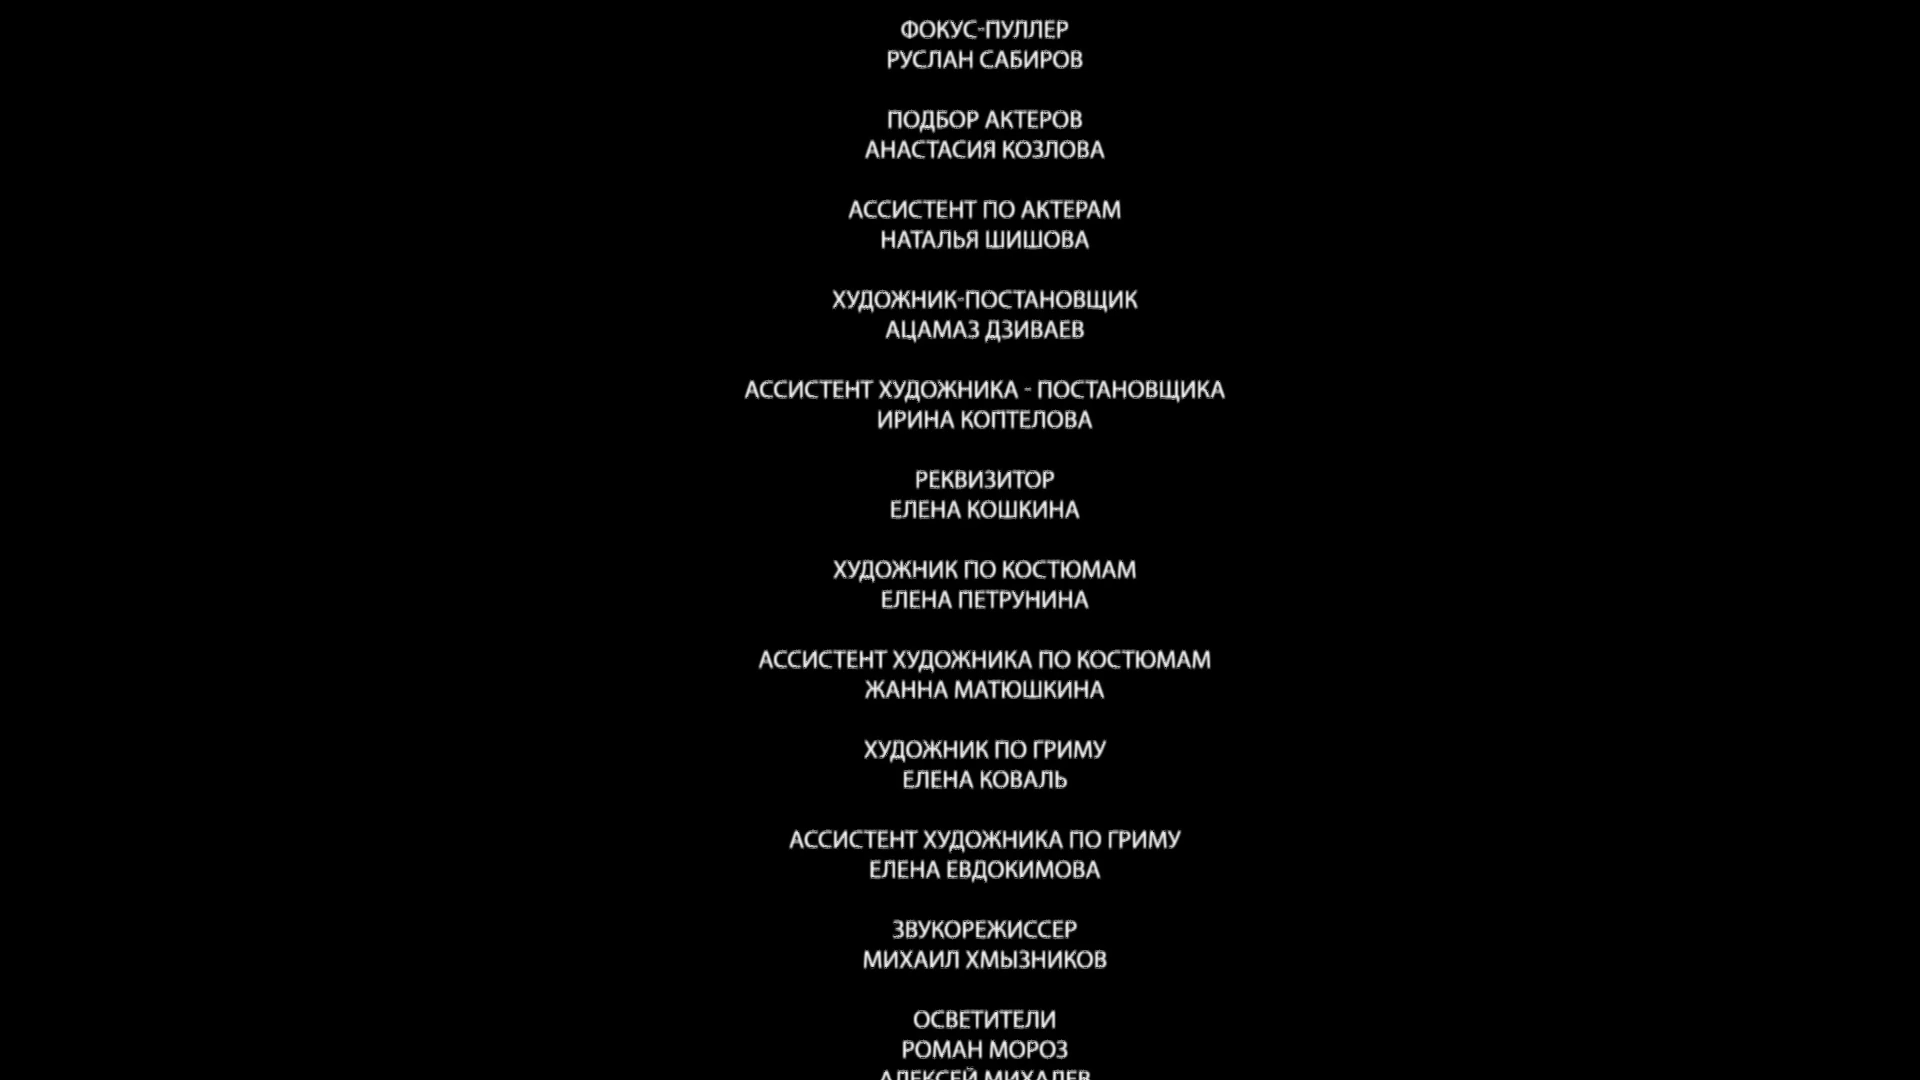 ФОКУС-ПУЛЛЕР
РУСЛАН САБИРОВ
ПОДБОР АКТЕРОВ
АНАСТАСИЯ КОЗЛОВА
АССИСТЕНТ ПО АКТЕРАМ
НАТАЛЬЯ ШИШОВА
ХУДОЖНИК-ПОСТАНОВЩИК
АЦАМАЗ ДЗИВАЕВ
АССИСТЕНТ ХУДОЖНИКА - ПОСТАНОВЩИКА
ИРИНА КОПТЕЛОВА
РЕКВИЗИТОР
ЕЛЕНА КОШКИНА
ХУДОЖНИК ПО КОСТЮМАМ
ЕЛЕНА ПЕТРУНИНА
АССИСТЕНТ ХУДОЖНИКА ПО КОСТЮМАМ
ЖАННА МАТЮШКИНА
ХУДОЖНИК ПО ГРИМУ
ЕЛЕНА КОВАЛЬ
АССИСТЕНТ ХУДОЖНИКА ПО ГРИМУ
ЕЛЕНА ЕВДОКИМОВА
ЗВУКОРЕЖИССЕР
МИХАИЛ ХМЫЗНИКОВ
ОСВЕТИТЕЛИ
РОМАН МОРОЗ
АЛЕКСЕЙ